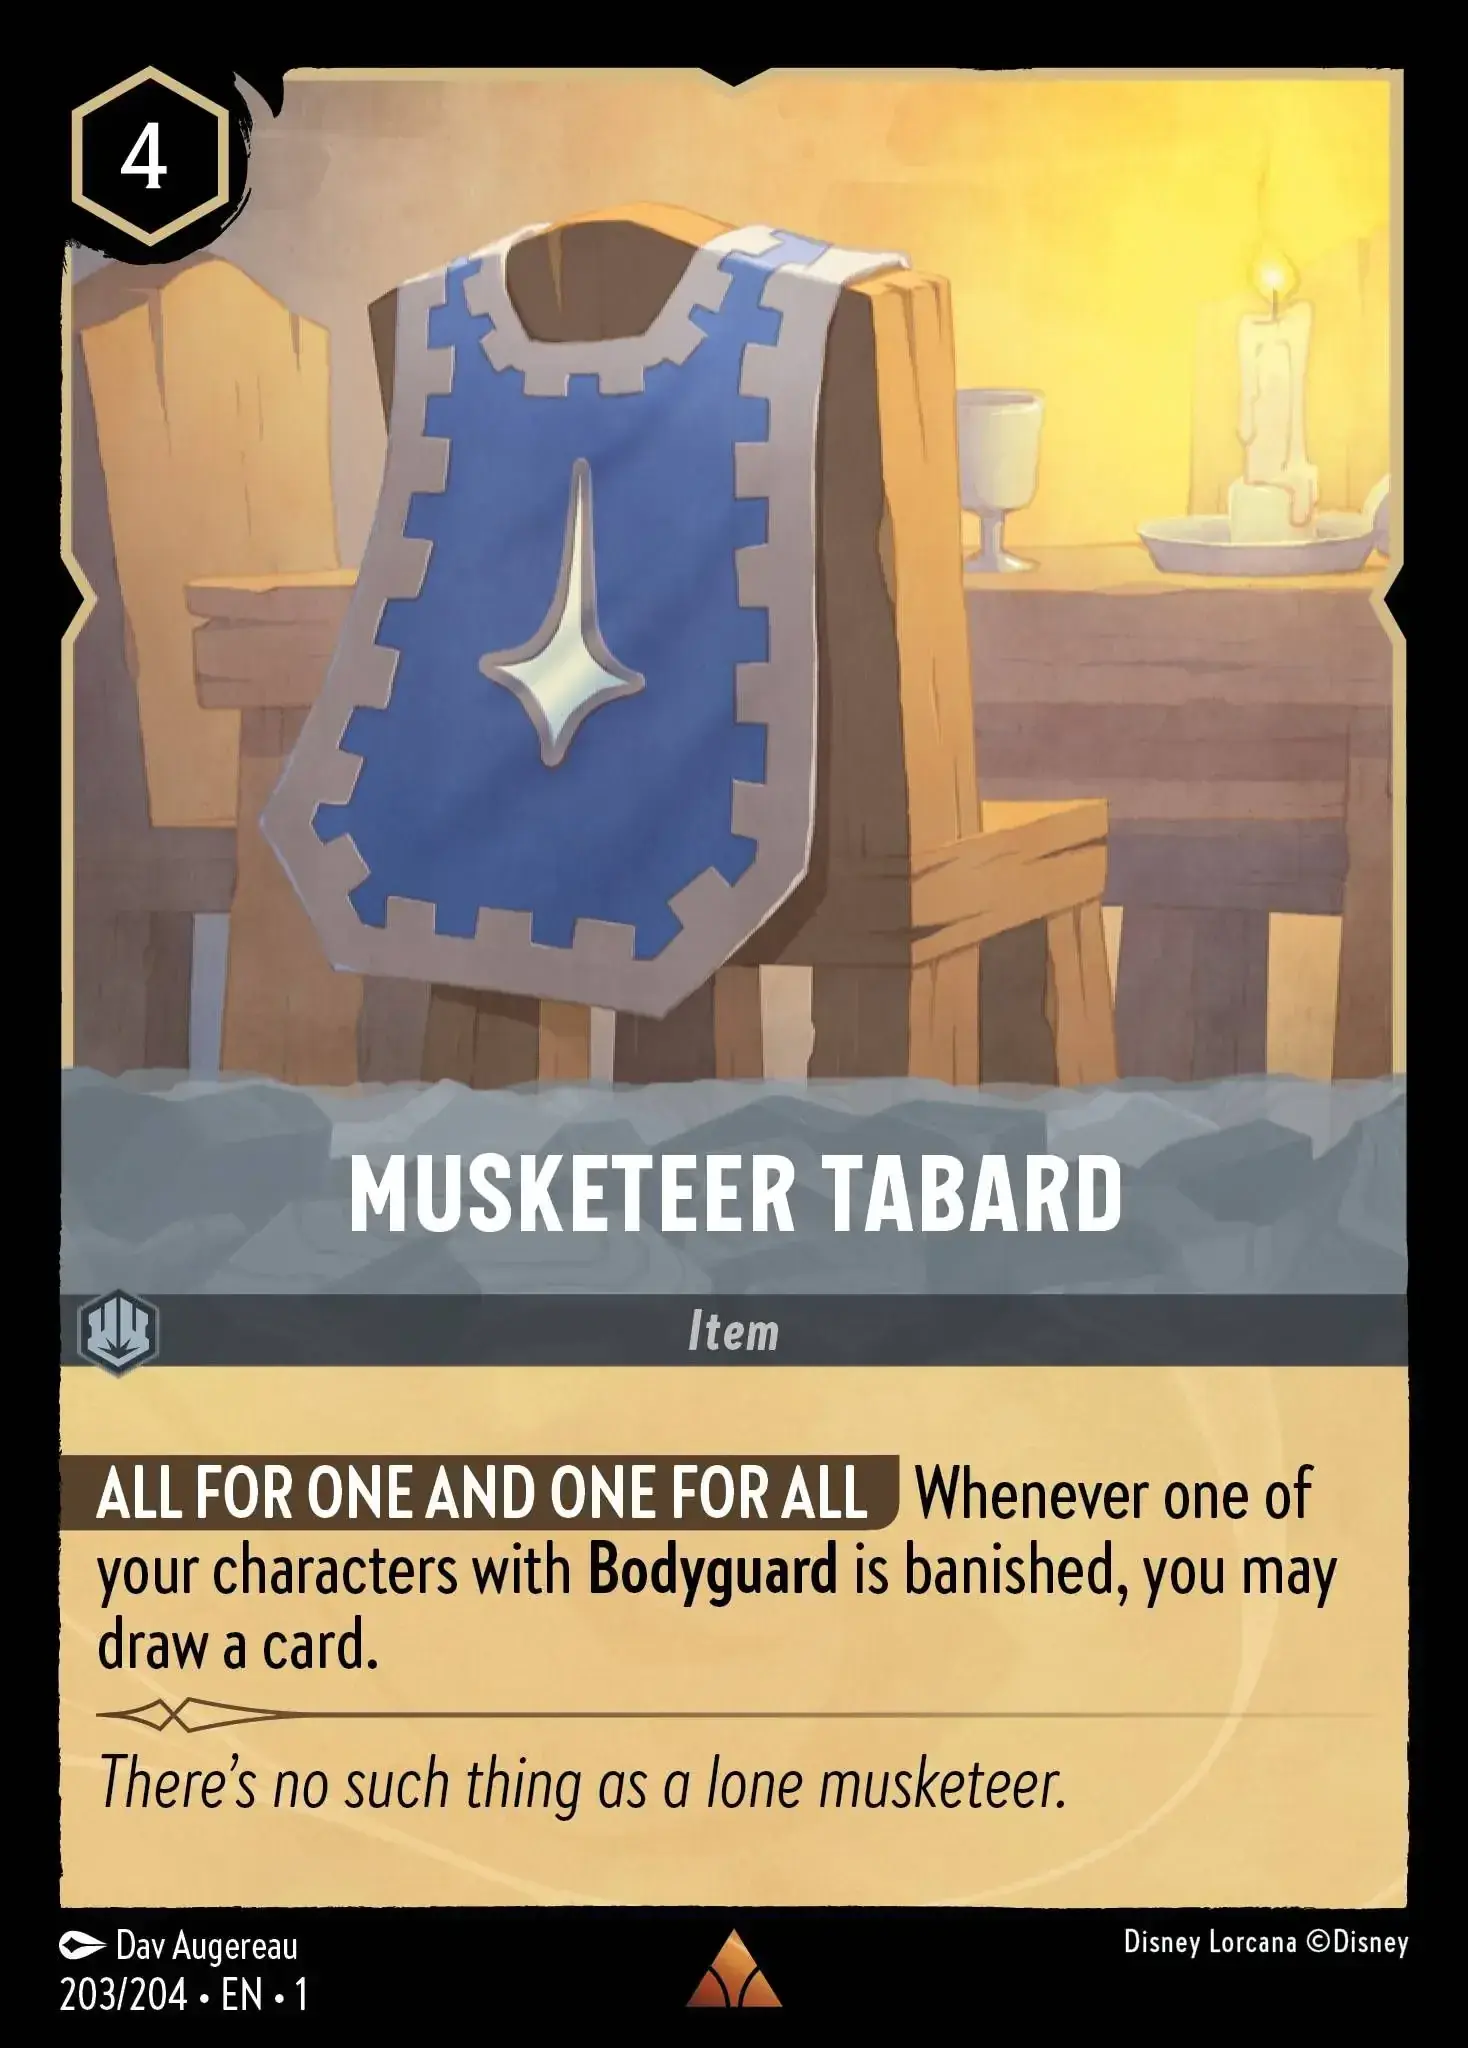 4
MUSKETEER TABARD
Item
ALL FOR ONE AND ONE FOR ALL Whenever one of
your characters with Bodyguard is banished, you may
draw a card.
There's no such thing as a lone musketeer.
Dav Augereau
Disney Lorcana ©Disney
203/204 • EN • 1